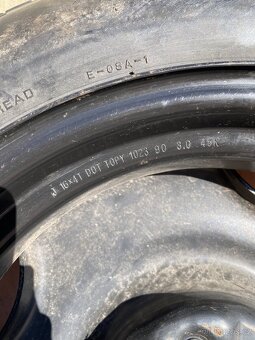 E-08A-1
HEAD
J 16X4T DOT TOPY 1023 90 3.0 45K